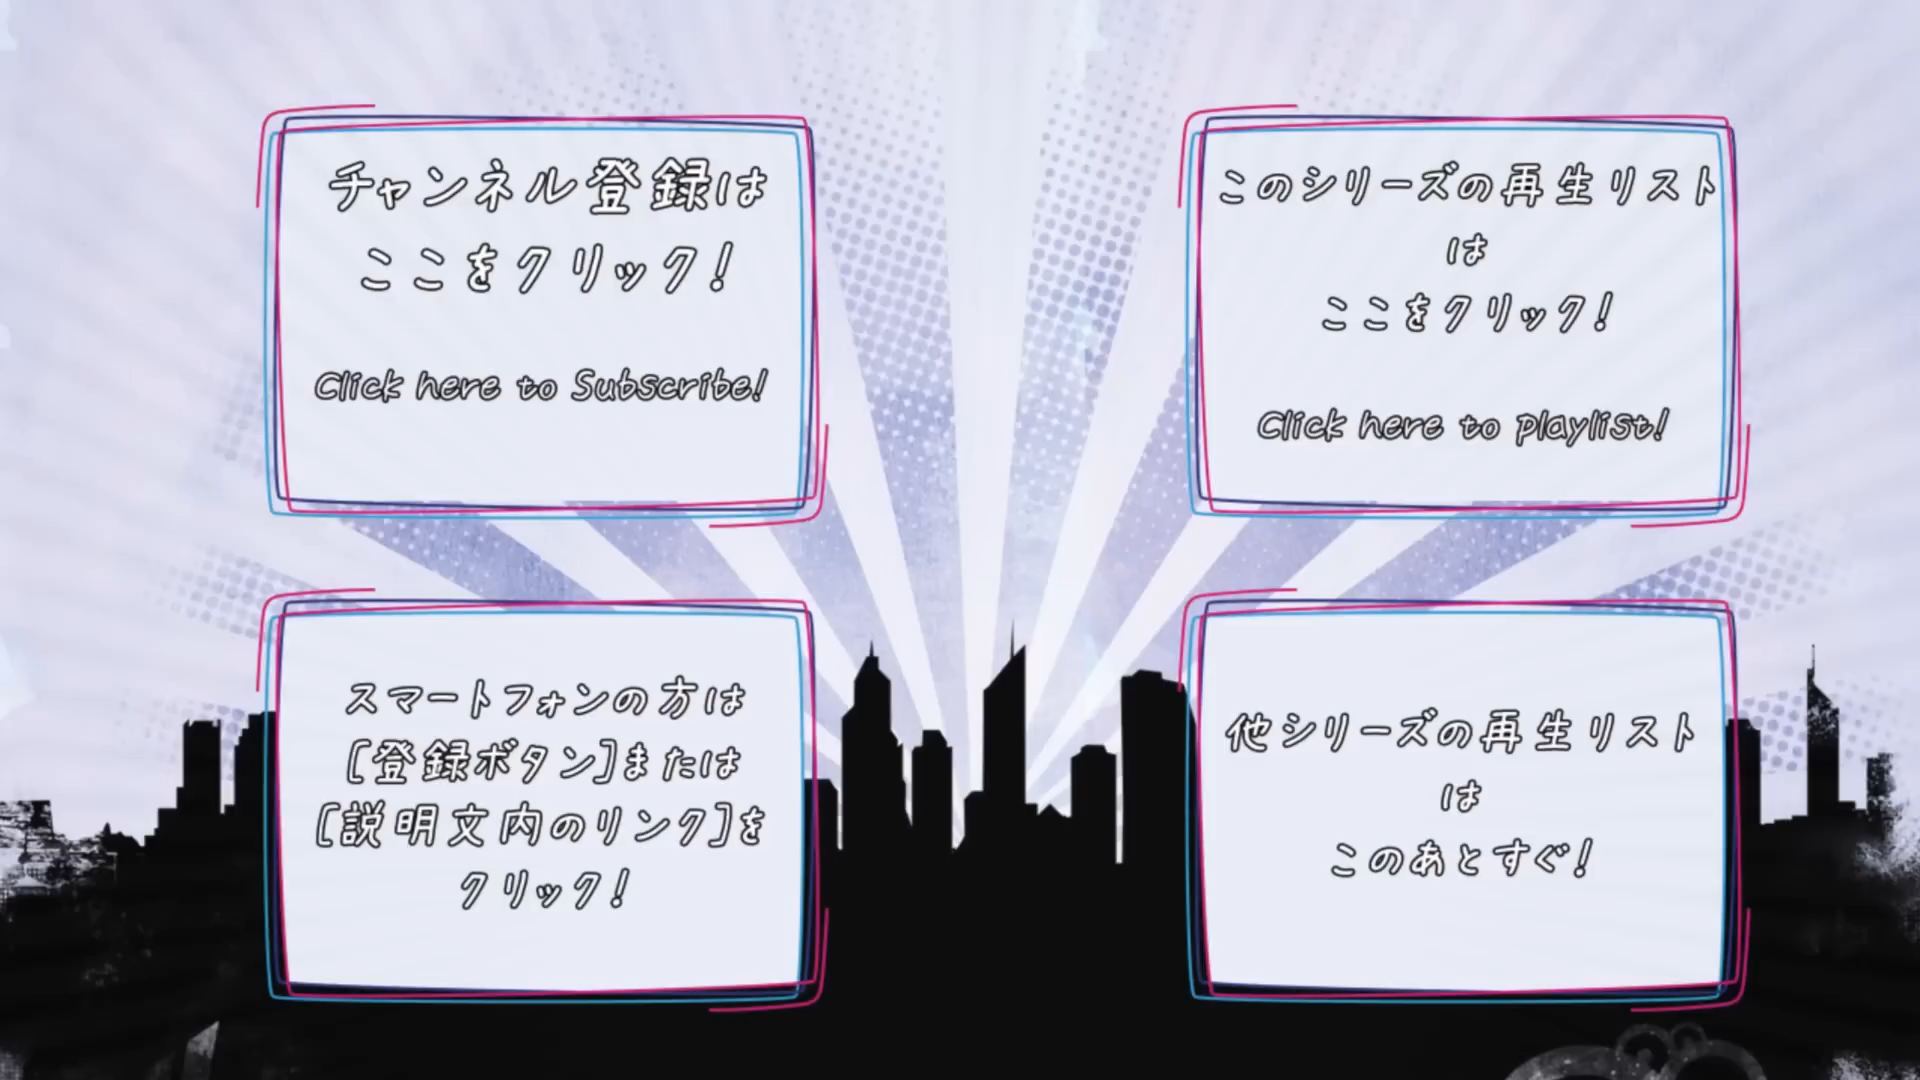 チャンネル登録は
ここをクリック!
Click here to Subscribe!
このシリーズの再生リスト
は
ここをクリック!
Click here to playlist!
スマートフォンの方は
[登録ボタン]または
[説明文内のリンク]を
クリック!
他シリーズの再生リスト
は
このあとすぐ!